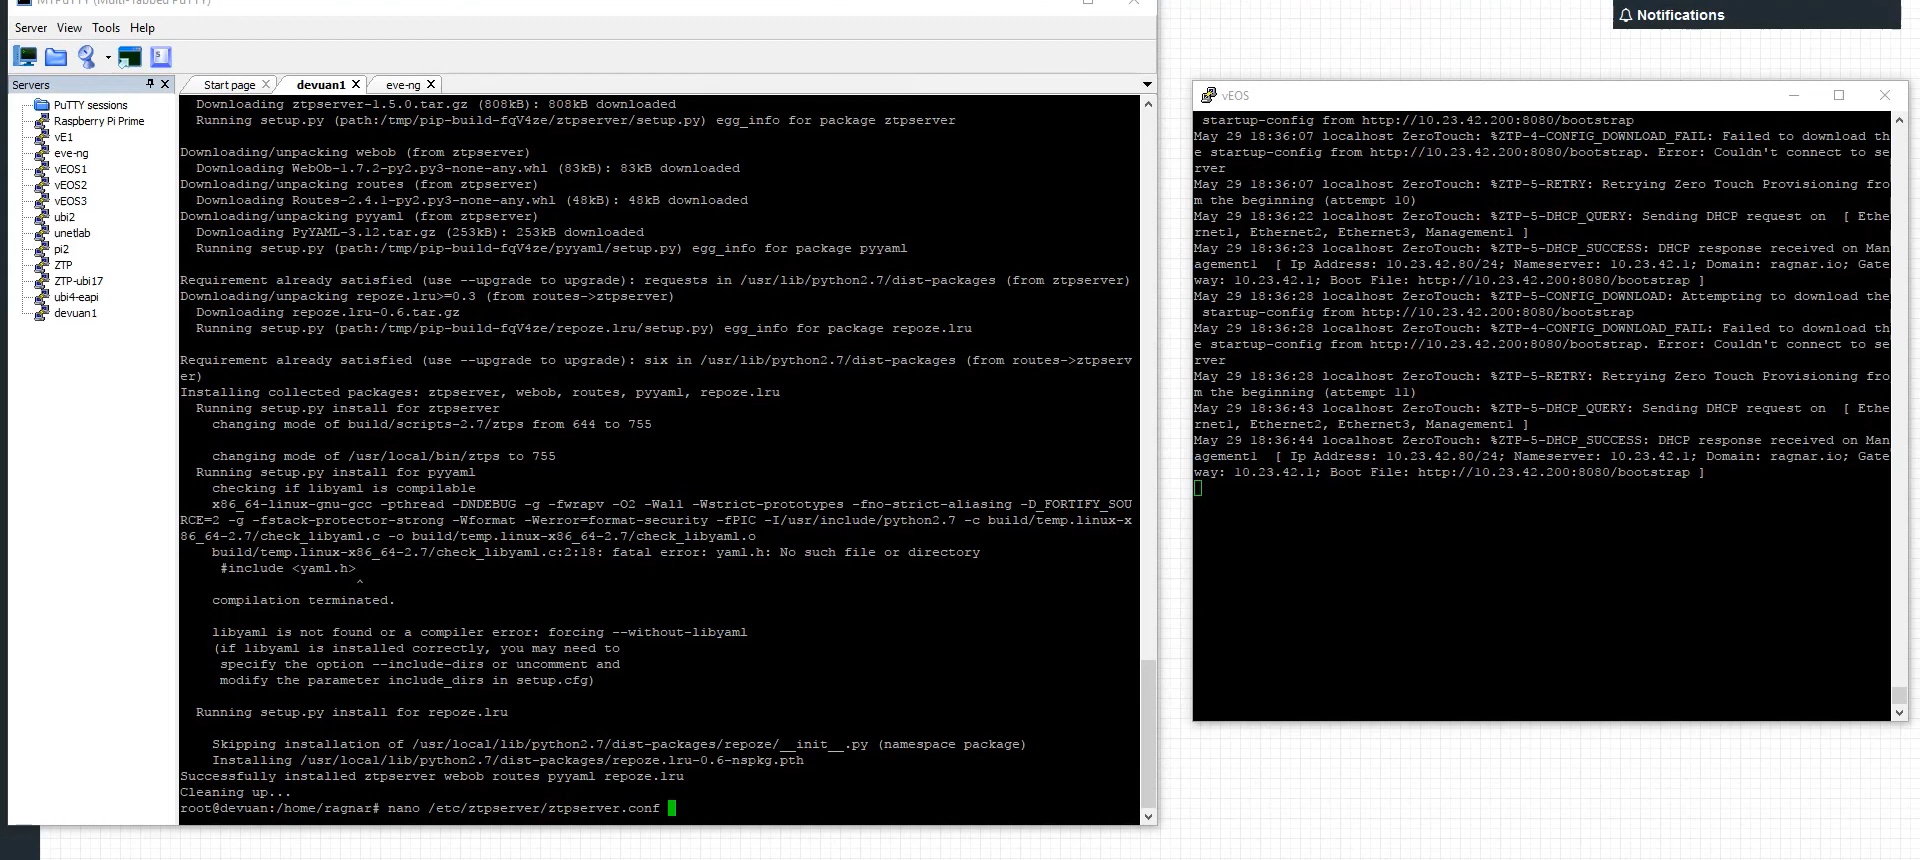 MTPuTTY (Multi-Tabbed PuTTY)
Server View Tools Help
Servers
PuTTY sessions
Raspberry Pi Prime
vE1
eve-ng
vEOS1
vEOS2
vEOS3
ubi2
unetlab
pi2
ZTP
ZTP-ubi17
ubi4-eapi
devuan1
Start page devuan1 eve-ng
Downloading ztpserver-1.5.0.tar.gz (808kB): 808kB downloaded
Running setup.py (path:/tmp/pip-build-fqV4ze/ztpserver/setup.py) egg_info for package ztpserver
Downloading/unpacking webob (from ztpserver)
Downloading WebOb-1.7.2-py2.py3-none-any.whl (83kB): 83kB downloaded
Downloading/unpacking routes (from ztpserver)
Downloading Routes-2.4.1-py2.py3-none-any.whl (48kB): 48kB downloaded
Downloading/unpacking pyyaml (from ztpserver)
Downloading PyYAML-3.12.tar.gz (253kB): 253kB downloaded
Running setup.py (path:/tmp/pip-build-fqV4ze/pyyaml/setup.py) egg_info for package pyyaml
Requirement already satisfied (use --upgrade to upgrade): requests in /usr/lib/python2.7/dist-packages (from ztpserver)
Downloading/unpacking repoze.lru>=0.3 (from routes->ztpserver)
Downloading repoze.lru-0.6.tar.gz
Running setup.py (path:/tmp/pip-build-fqV4ze/repoze.lru/setup.py) egg_info for package repoze.lru
Requirement already satisfied (use --upgrade to upgrade): six in /usr/lib/python2.7/dist-packages (from routes->ztpserv
er)
Installing collected packages: ztpserver, webob, routes, pyyaml, repoze.lru
Running setup.py install for ztpserver
changing mode of build/scripts-2.7/ztps from 644 to 755
changing mode of /usr/local/bin/ztps to 755
Running setup.py install for pyyaml
checking if libyaml is compilable
x86_64-linux-gnu-gcc -pthread -DNDEBUG -g -fwrapv -O2 -Wall -Wstrict-prototypes -fno-strict-aliasing -D_FORTIFY_SOU
RCE=2 -g -fstack-protector-strong -Wformat -Werror=format-security -fPIC -I/usr/include/python2.7 -c build/temp.linux-x
86_64-2.7/check_libyaml.c -o build/temp.linux-x86_64-2.7/check_libyaml.o
build/temp.linux-x86_64-2.7/check_libyaml.c:2:18: fatal error: yaml.h: No such file or directory
#include <yaml.h>
^
compilation terminated.
libyaml is not found or a compiler error: forcing --without-libyaml
(if libyaml is installed correctly, you may need to
specify the option --include-dirs or uncomment and
modify the parameter include_dirs in setup.cfg)
Running setup.py install for repoze.lru
Skipping installation of /usr/local/lib/python2.7/dist-packages/repoze/__init__.py (namespace package)
Installing /usr/local/lib/python2.7/dist-packages/repoze.lru-0.6-nspkg.pth
Successfully installed ztpserver webob routes pyyaml repoze.lru
Cleaning up...
root@devuan:/home/ragnar# nano /etc/ztpserver/ztpserver.conf
Notifications
vEOS
startup-config from http://10.23.42.200:8080/bootstrap
May 29 18:36:07 localhost ZeroTouch: %ZTP-4-CONFIG_DOWNLOAD_FAIL: Failed to download th
e startup-config from http://10.23.42.200:8080/bootstrap. Error: Couldn't connect to se
rver
May 29 18:36:07 localhost ZeroTouch: %ZTP-5-RETRY: Retrying Zero Touch Provisioning fro
m the beginning (attempt 10)
May 29 18:36:22 localhost ZeroTouch: %ZTP-5-DHCP_QUERY: Sending DHCP request on [ Ethe
rnet1, Ethernet2, Ethernet3, Management1 ]
May 29 18:36:23 localhost ZeroTouch: %ZTP-5-DHCP_SUCCESS: DHCP response received on Man
agement1 [ Ip Address: 10.23.42.80/24; Nameserver: 10.23.42.1; Domain: ragnar.io; Gate
way: 10.23.42.1; Boot File: http://10.23.42.200:8080/bootstrap ]
May 29 18:36:28 localhost ZeroTouch: %ZTP-5-CONFIG_DOWNLOAD: Attempting to download the
startup-config from http://10.23.42.200:8080/bootstrap
May 29 18:36:28 localhost ZeroTouch: %ZTP-4-CONFIG_DOWNLOAD_FAIL: Failed to download th
e startup-config from http://10.23.42.200:8080/bootstrap. Error: Couldn't connect to se
rver
May 29 18:36:28 localhost ZeroTouch: %ZTP-5-RETRY: Retrying Zero Touch Provisioning fro
m the beginning (attempt 11)
May 29 18:36:43 localhost ZeroTouch: %ZTP-5-DHCP_QUERY: Sending DHCP request on [ Ethe
rnet1, Ethernet2, Ethernet3, Management1 ]
May 29 18:36:44 localhost ZeroTouch: %ZTP-5-DHCP_SUCCESS: DHCP response received on Man
agement1 [ Ip Address: 10.23.42.80/24; Nameserver: 10.23.42.1; Domain: ragnar.io; Gate
way: 10.23.42.1; Boot File: http://10.23.42.200:8080/bootstrap ]